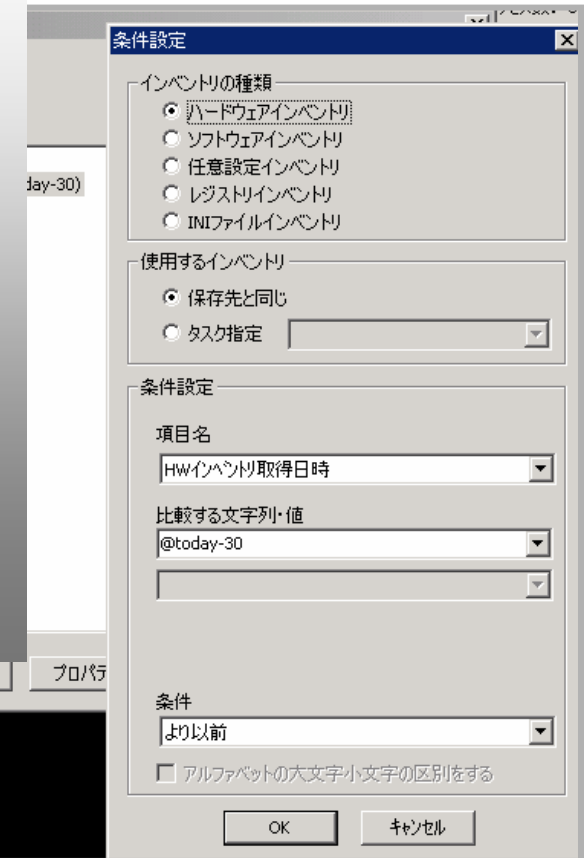 条件設定
インベントリの種類
ハードウェアインベントリ
ソフトウェアインベントリ
任意設定インベントリ
レジストリインベントリ
INIファイルインベントリ
day-30)
使用するインベントリ
保存先と同じ
タスク指定
条件設定
項目名
HWインベントリ取得日時
比較する文字列・値
@today-30
プロパテ
条件
より以前
アルファベットの大文字小文字の区別をする
OK
キャンセル